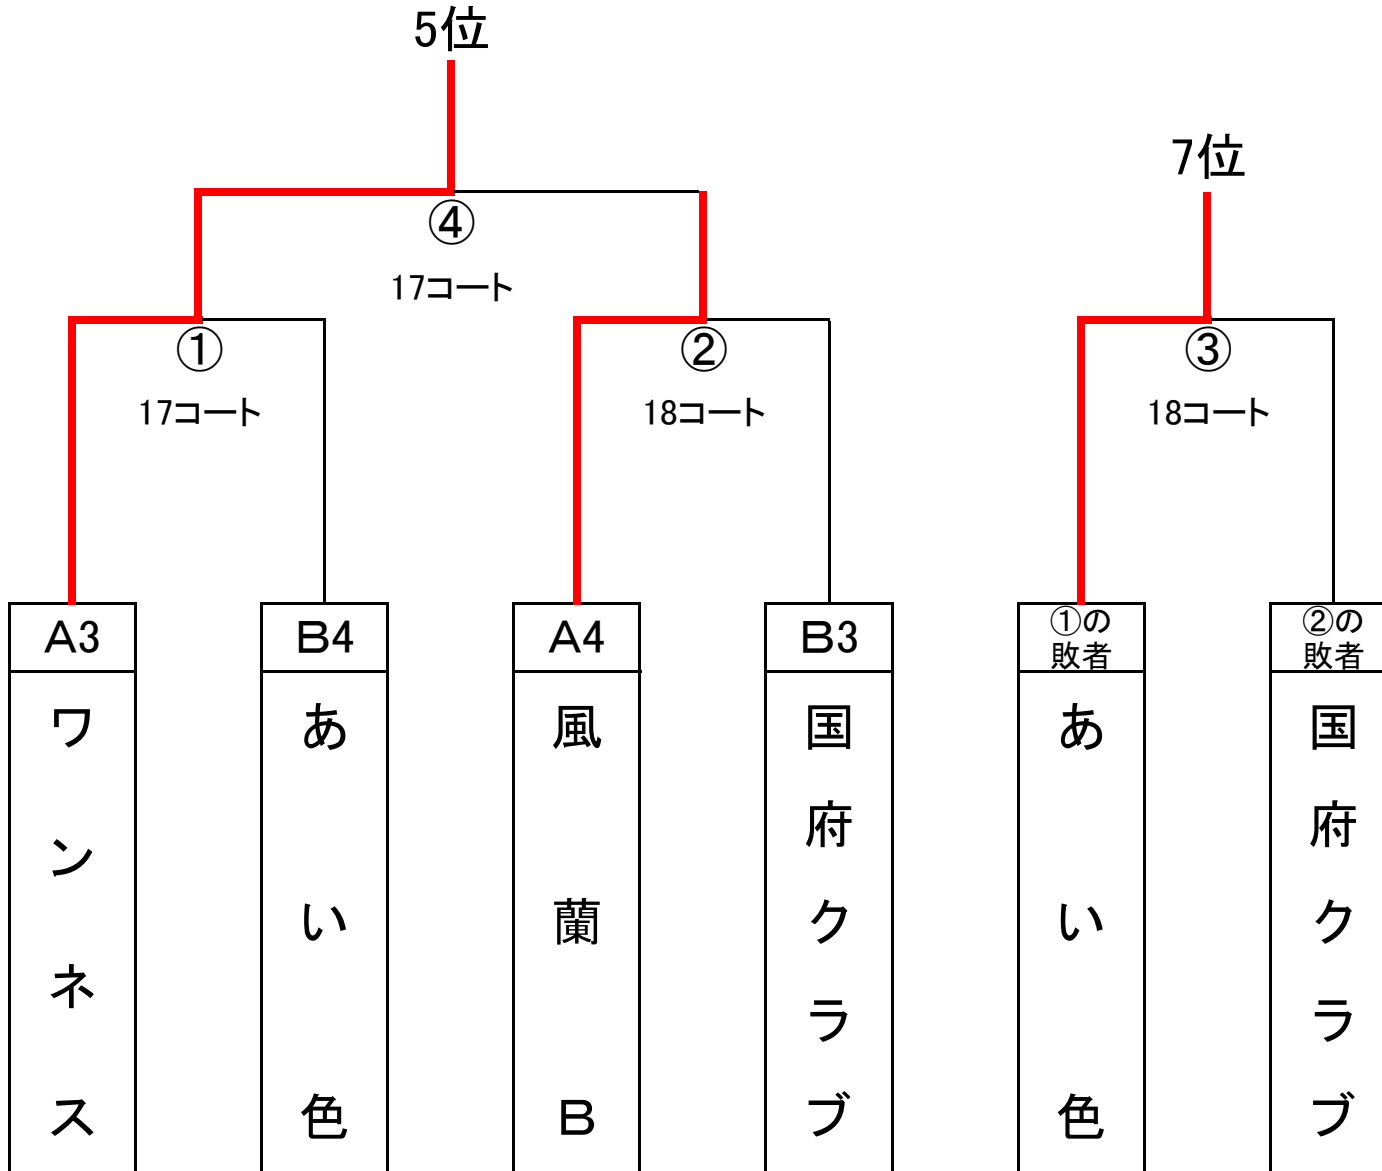 5位
7位
④
17コート
①
17コート
②
18コート
③
18コート
A3
B4
A4
B3
①の
敗者
②の
敗者
ワンネス
あいい色
風蘭B
国府クラブ
あいい色
国府クラブ